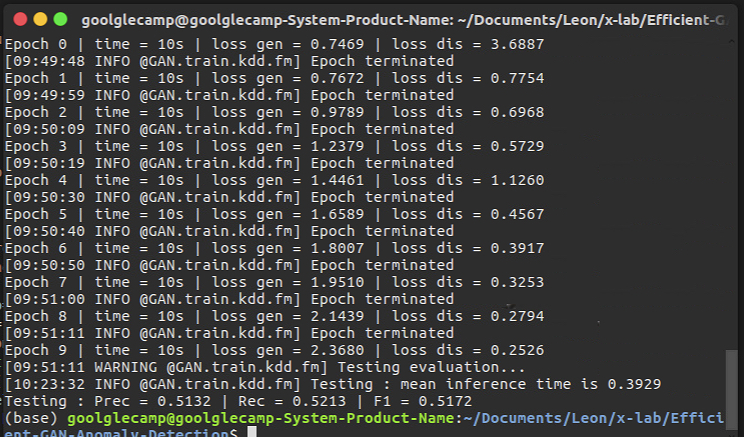 goolglecamp@goolglecamp-System-Product-Name: ~/Documents/Leon/x-lab/Efficient-G
Epoch 0 | time = 10s | loss gen = 0.7469 | loss dis = 3.6887
[09:49:48 INFO @GAN.train.kdd.fm] Epoch terminated
Epoch 1 | time = 10s | loss gen = 0.7672 | loss dis = 0.7754
[09:49:59 INFO @GAN.train.kdd.fm] Epoch terminated
Epoch 2 | time = 10s | loss gen = 0.9789 | loss dis = 0.6968
[09:50:09 INFO @GAN.train.kdd.fm] Epoch terminated
Epoch 3 | time = 10s | loss gen = 1.2379 | loss dis = 0.5729
[09:50:19 INFO @GAN.train.kdd.fm] Epoch terminated
Epoch 4 | time = 10s | loss gen = 1.4461 | loss dis = 1.1260
[09:50:30 INFO @GAN.train.kdd.fm] Epoch terminated
Epoch 5 | time = 10s | loss gen = 1.6589 | loss dis = 0.4567
[09:50:40 INFO @GAN.train.kdd.fm] Epoch terminated
Epoch 6 | time = 10s | loss gen = 1.8007 | loss dis = 0.3917
[09:50:50 INFO @GAN.train.kdd.fm] Epoch terminated
Epoch 7 | time = 10s | loss gen = 1.9510 | loss dis = 0.3253
[09:51:00 INFO @GAN.train.kdd.fm] Epoch terminated
Epoch 8 | time = 10s | loss gen = 2.1439 | loss dis = 0.2794
[09:51:11 INFO @GAN.train.kdd.fm] Epoch terminated
Epoch 9 | time = 10s | loss gen = 2.3680 | loss dis = 0.2526
[09:51:11 WARNING @GAN.train.kdd.fm] Testing evaluation...
[10:23:32 INFO @GAN.train.kdd.fm] Testing : mean inference time is 0.3929
Testing : Prec = 0.5132 | Rec = 0.5213 | F1 = 0.5172
(base) goolglecamp@goolglecamp-System-Product-Name:~/Documents/Leon/x-lab/Effici
ent-GAN-Anomaly-Detection$